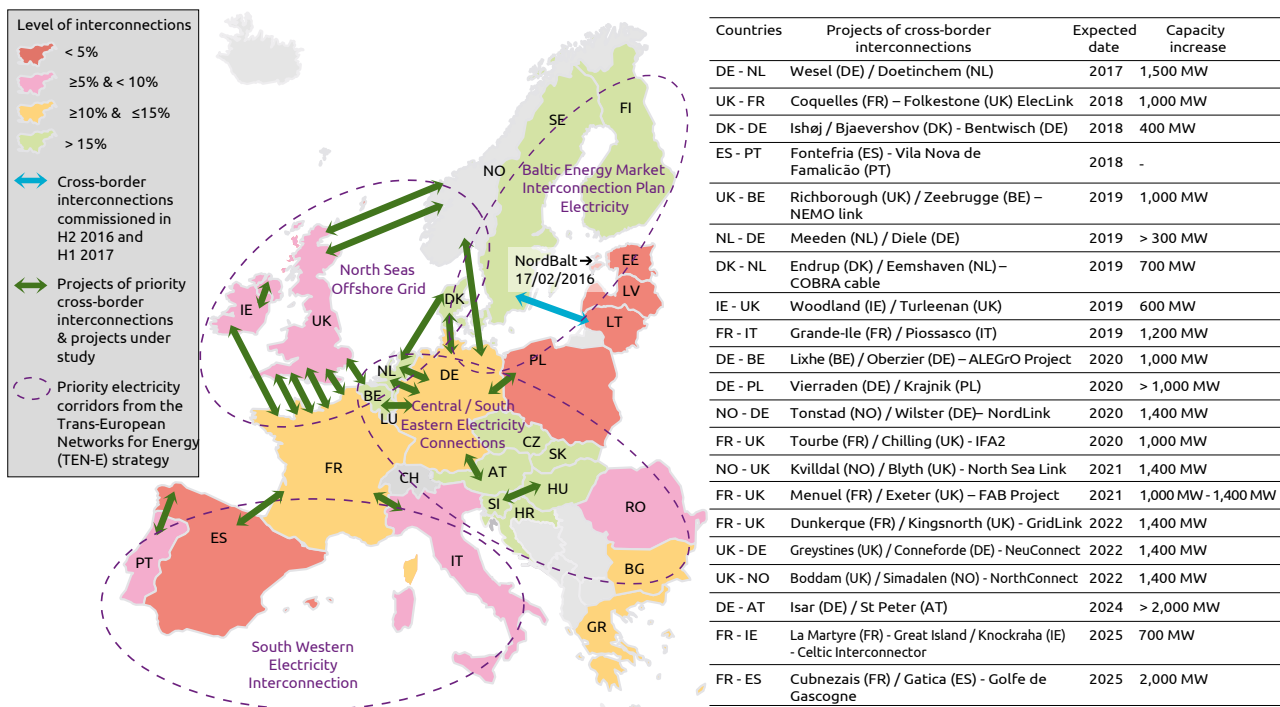 Level of interconnections
< 5%
≥5% & < 10%
≥10% &   ≤15%
> 15%
Cross-border
interconnections
commissioned in
H2 2016 and
H1 2017
Projects of priority
cross-border
interconnections
& projects under
study
Priority electricity
corridors from the
Trans-European
Networks for Energy
(TEN-E) strategy
FI
SE
NO
Baltic Energy Market
Interconnection Plan
Electricity
NordBalt →
17/02/2016
EE
LV
LT
North Seas
Offshore Grid
DK
IE
UK
NL
DE
PL
BE
LU
Central / South
Eastern Electricity
Connections
CZ
SK
FR
CH
AT
HU
SI
HR
RO
ES
PT
IT
BG
GR
South Western
Electricity
Interconnection
Countries Projects of cross-border interconnections Expected date Capacity increase
DE - NL Wesel (DE) / Doetinchem (NL) 2017 1,500 MW
UK - FR Coquelles (FR) – Folkestone (UK) ElecLink 2018 1,000 MW
DK - DE Ishøj / Bjaevershov (DK) - Bentwisch (DE) 2018 400 MW
ES - PT Fontefria (ES) - Vila Nova de
Famalicão (PT) 2018 -
UK - BE Richborough (UK) / Zeebrugge (BE) –
NEMO link 2019 1,000 MW
NL - DE Meeden (NL) / Diele (DE) 2019 > 300 MW
DK - NL Endrup (DK) / Eemshaven (NL) –
COBRA cable 2019 700 MW
IE - UK Woodland (IE) / Turleenan (UK) 2019 600 MW
FR - IT Grande-Ile (FR) / Piossasco (IT) 2019 1,200 MW
DE - BE Lixhe (BE) / Oberzier (DE) – ALEGrO Project 2020 1,000 MW
DE - PL Vierraden (DE) / Krajnik (PL) 2020 > 1,000 MW
NO - DE Tonstad (NO) / Wilster (DE)– NordLink 2020 1,400 MW
FR - UK Tourbe (FR) / Chilling (UK) - IFA2 2020 1,000 MW
NO - UK Kvilldal (NO) / Blyth (UK) - North Sea Link 2021 1,400 MW
FR - UK Menuel (FR) / Exeter (UK) – FAB Project 2021 1,000 MW - 1,400 MW
FR - UK Dunkerque (FR) / Kingsnorth (UK) - GridLink 2022 1,400 MW
UK - DE Greystines (UK) / Conneforde (DE) - NeuConnect 2022 1,400 MW
UK - NO Boddam (UK) / Simadalen (NO) - NorthConnect 2022 1,400 MW
DE - AT Isar (DE) / St Peter (AT) 2024 > 2,000 MW
FR - IE La Martyre (FR) - Great Island / Knockraha (IE)
- Celtic Interconnector 2025 700 MW
FR - ES Cubnezais (FR) / Gatica (ES) - Golfe de
Gascogne 2025 2,000 MW